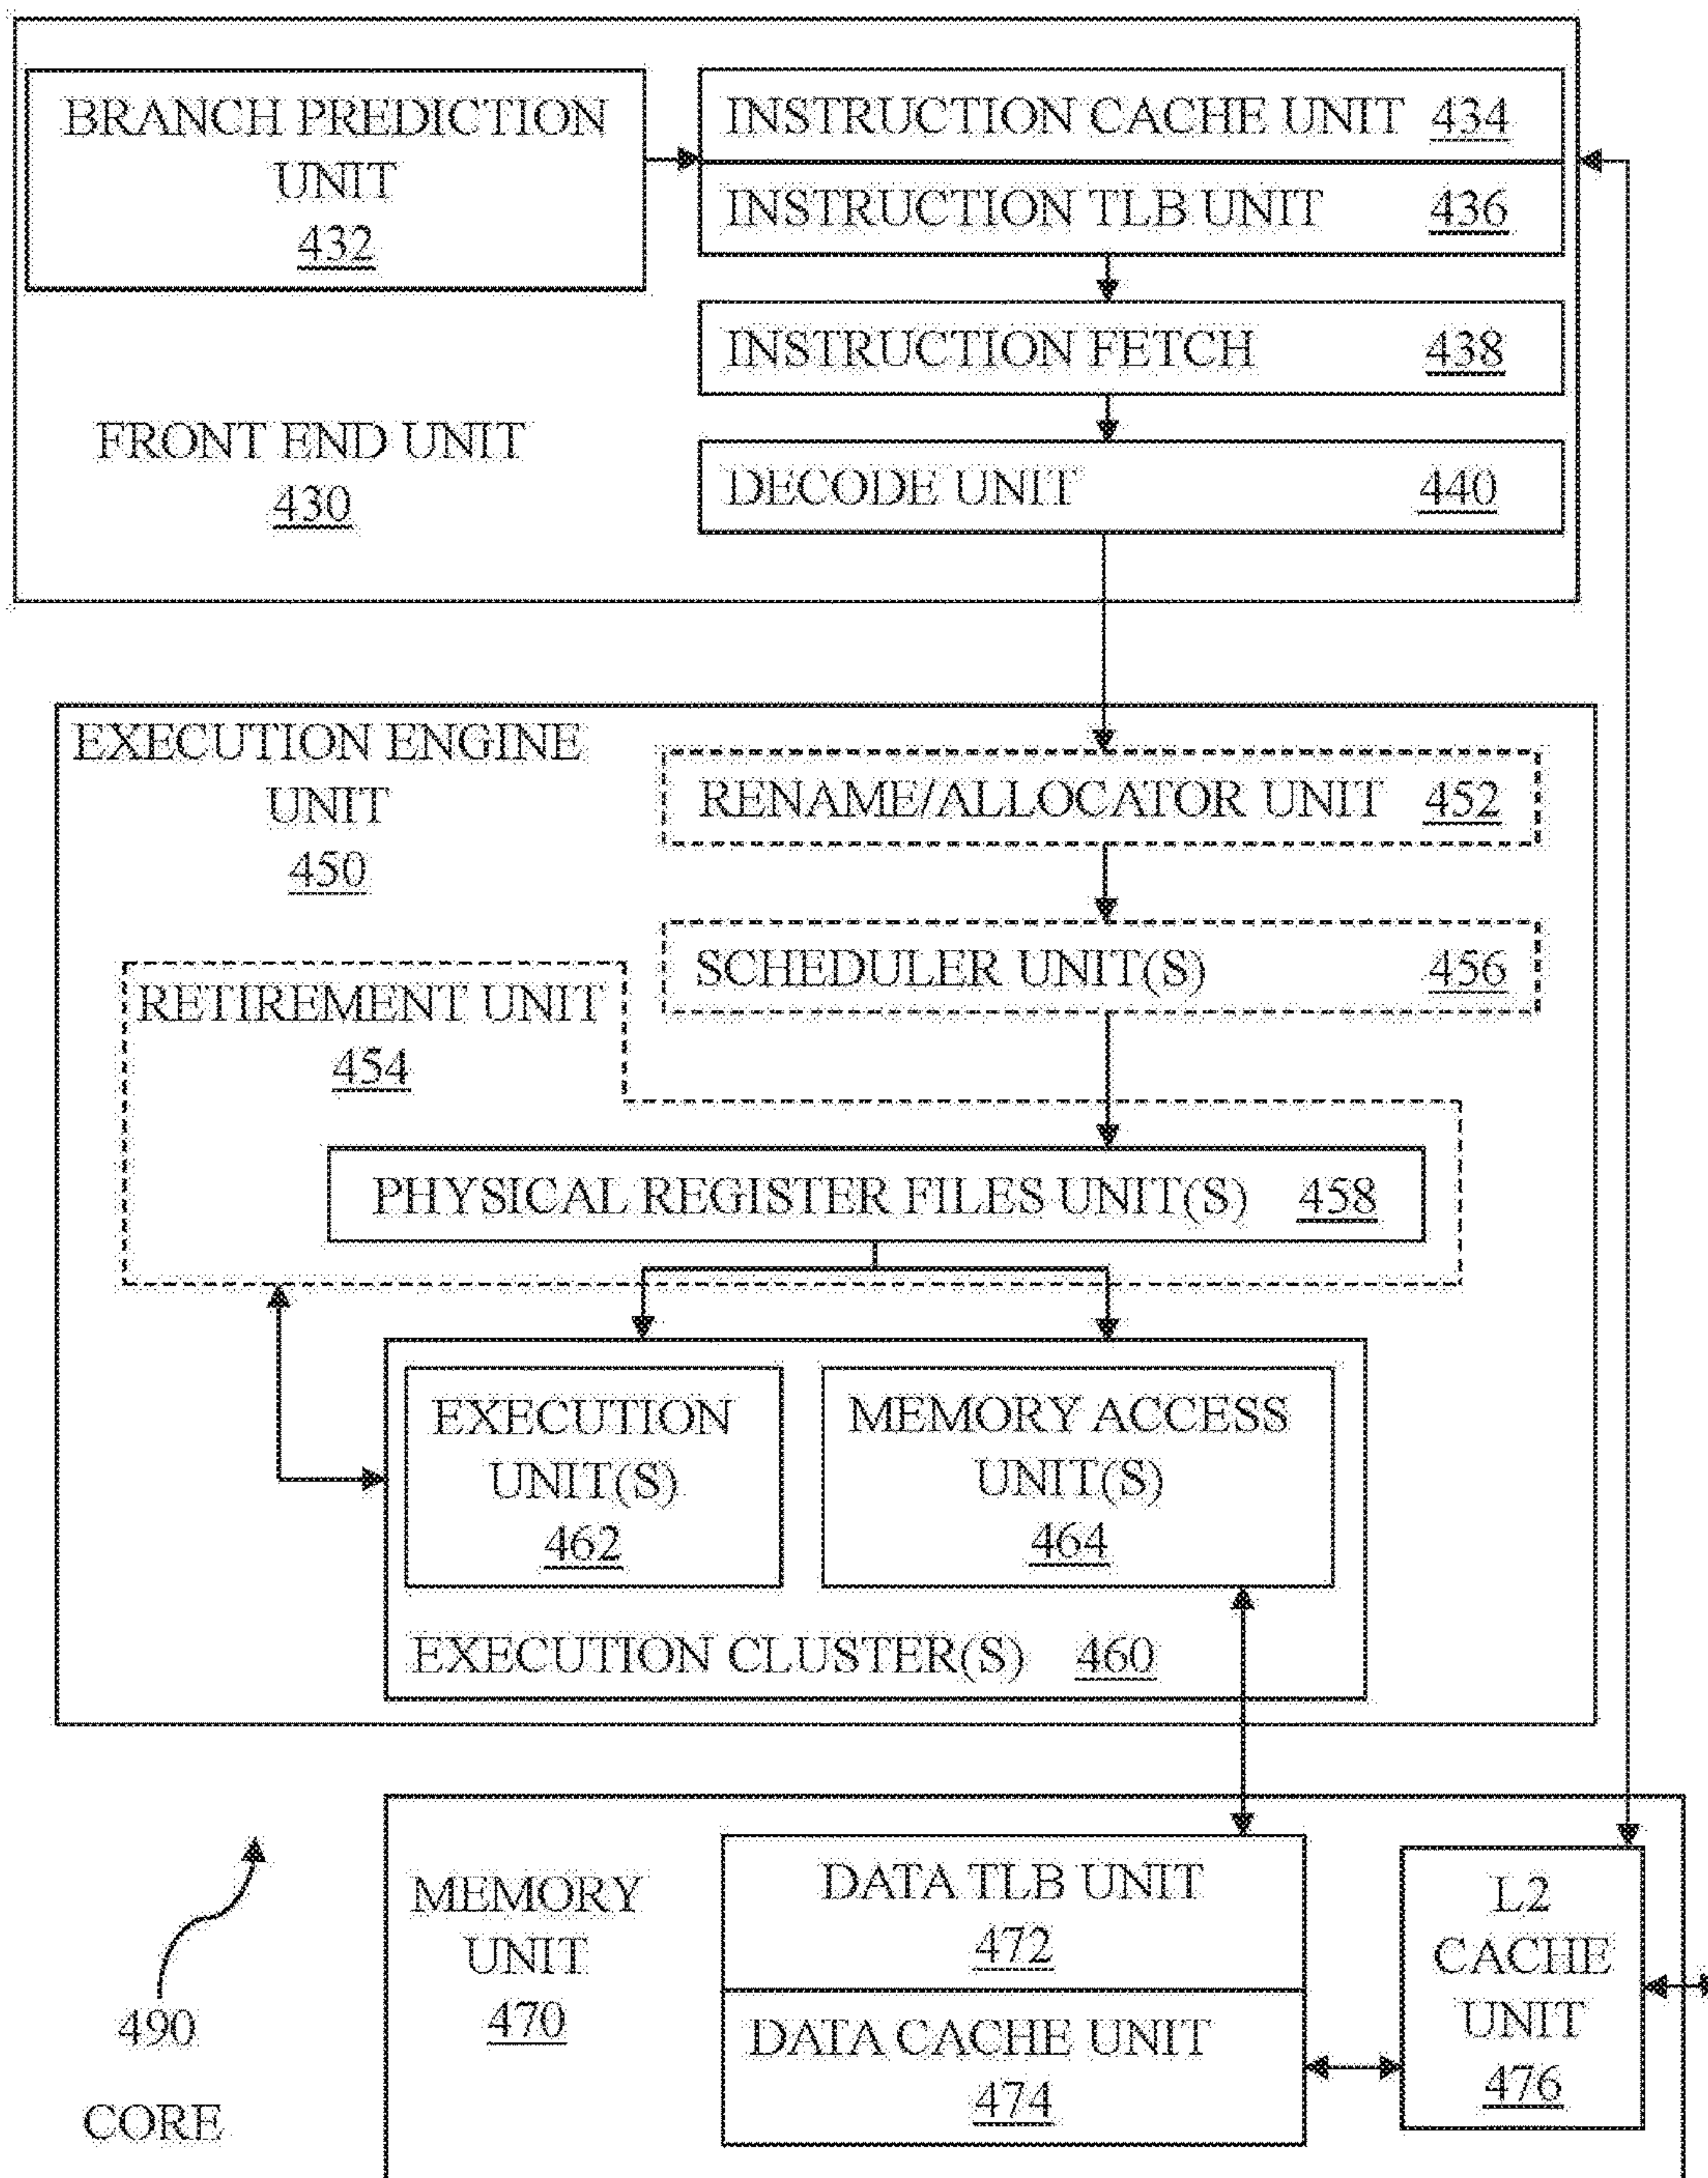 BRANCH PREDICTION
UNIT
432
INSTRUCTION CACHE UNIT 434
INSTRUCTION TLB UNIT 436
INSTRUCTION FETCH 438
FRONT END UNIT
430
DECODE UNIT 440
EXECUTION ENGINE
UNIT
450
RENAME/ALLOCATOR UNIT 452
SCHEDULER UNIT(S) 456
RETIREMENT UNIT
454
PHYSICAL REGISTER FILES UNIT(S) 458
EXECUTION
UNIT(S)
462
MEMORY ACCESS
UNIT(S)
464
EXECUTION CLUSTER(S) 460
MEMORY
UNIT
470
DATA TLB UNIT
472
DATA CACHE UNIT
474
L2
CACHE
UNIT
476
490
CORE